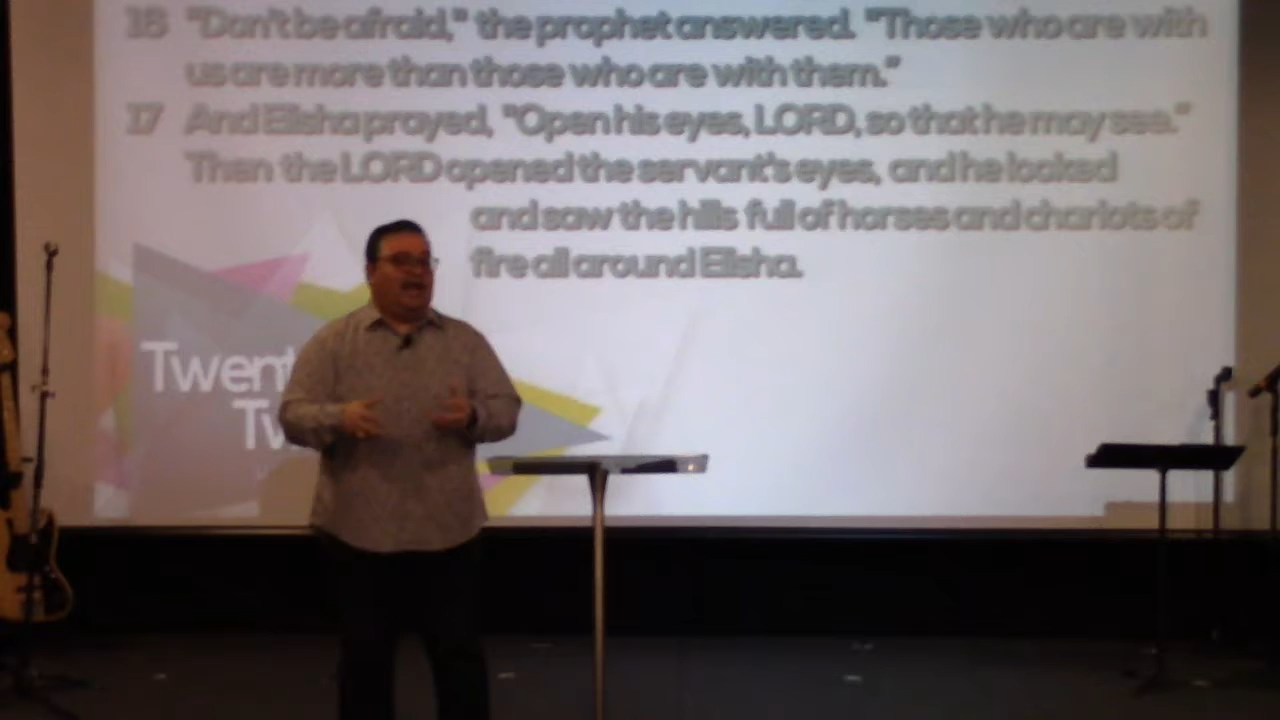 16 "Don't be afraid," the prophet answered. "Those who are with
us are more than those who are with them."
17 And Elisha prayed, "Open his eyes, LORD, so that he may see."
Then the LORD opened the servant's eyes, and he looked
and saw the hills full of horses and chariots of
fire all around Elisha.
Twent
Tw